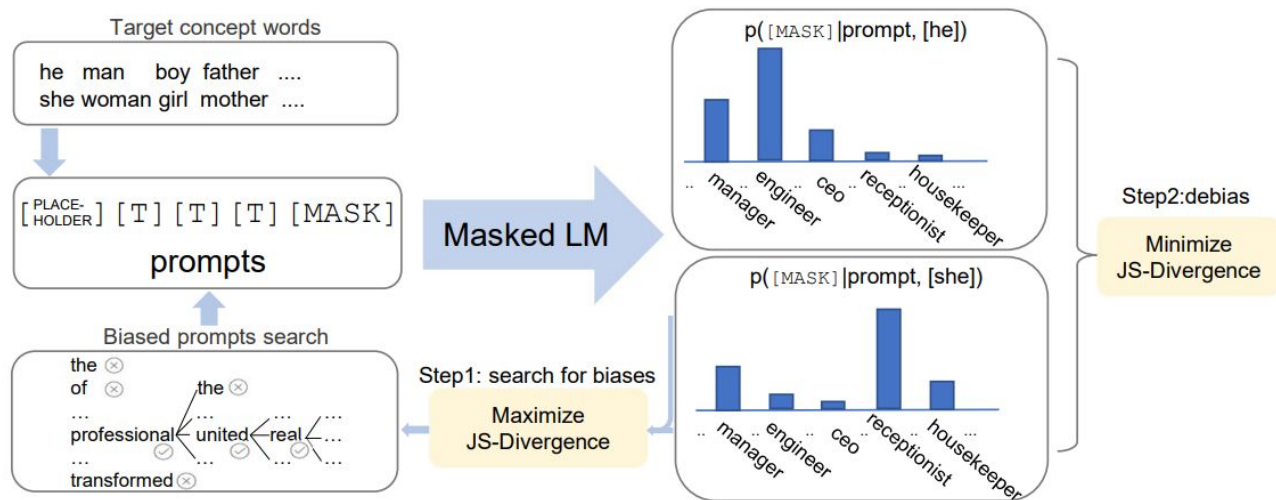 Target concept words
he man boy father ....
she woman girl mother ....
[PLACE-HOLDER] [T] [T] [T] [MASK]
prompts
Biased prompts search
the
of the
... ... ... ...
professional united real ...
... ... ... ...
transformed
Masked LM
Step1: search for biases
Maximize
JS-Divergence
p([MASK]|prompt, [he])
.. manager .. engineer .. ceo .. receptionist .. housekeeper ...
p([MASK]|prompt, [she])
.. manager .. engineer .. ceo .. receptionist .. housekeeper ...
Step2:debias
Minimize
JS-Divergence